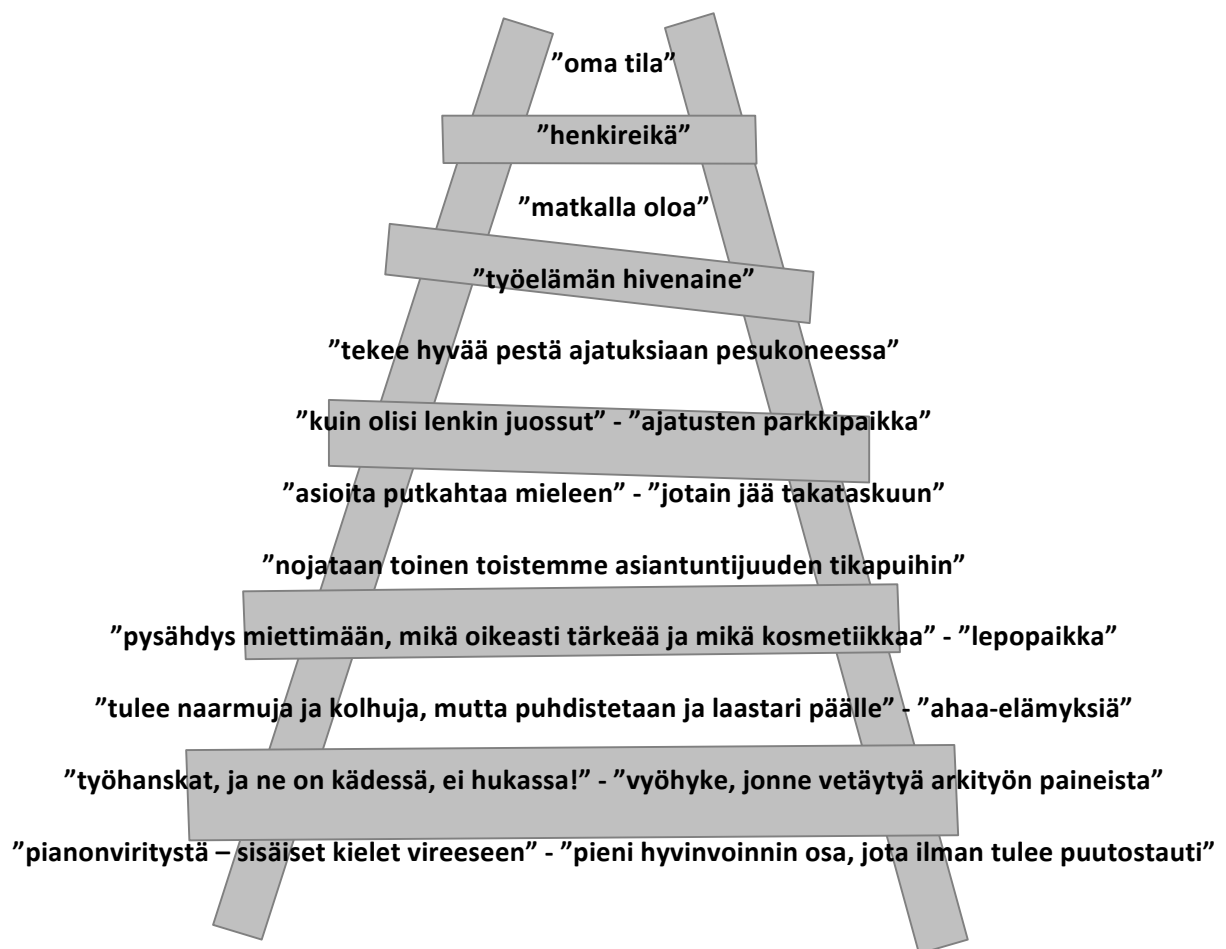 ”oma tila”
”henkireikä”
”matkalla oloa”
”työelämän hivenaine”
”tekee hyvää pestä ajatuksiaan pesukoneessa”
”kuin olisi lenkin juossut” - ”ajatusten parkkipaikka”
”asioita putkahtaa mieleen” - ”jotain jää takataskuun”
”nojataan toinen toistemme asiantuntijuuden tikapuihin”
”pysähdys miettimään, mikä oikeasti tärkeää ja mikä kosmetiikkaa” - ”lepopaikka”
”tulee naarmuja ja kolhuja, mutta puhdistetaan ja laastari päälle” - ”ahaa-elämyksiä”
”työhanskat, ja ne on kädessä, ei hukassa!” - ”vyöhyke, jonne vetäytyä arkityön paineista”
”pianonviritystä – sisäiset kielet vireeseen” - ”pieni hyvinvoinnin osa, jota ilman tulee puutostauti”